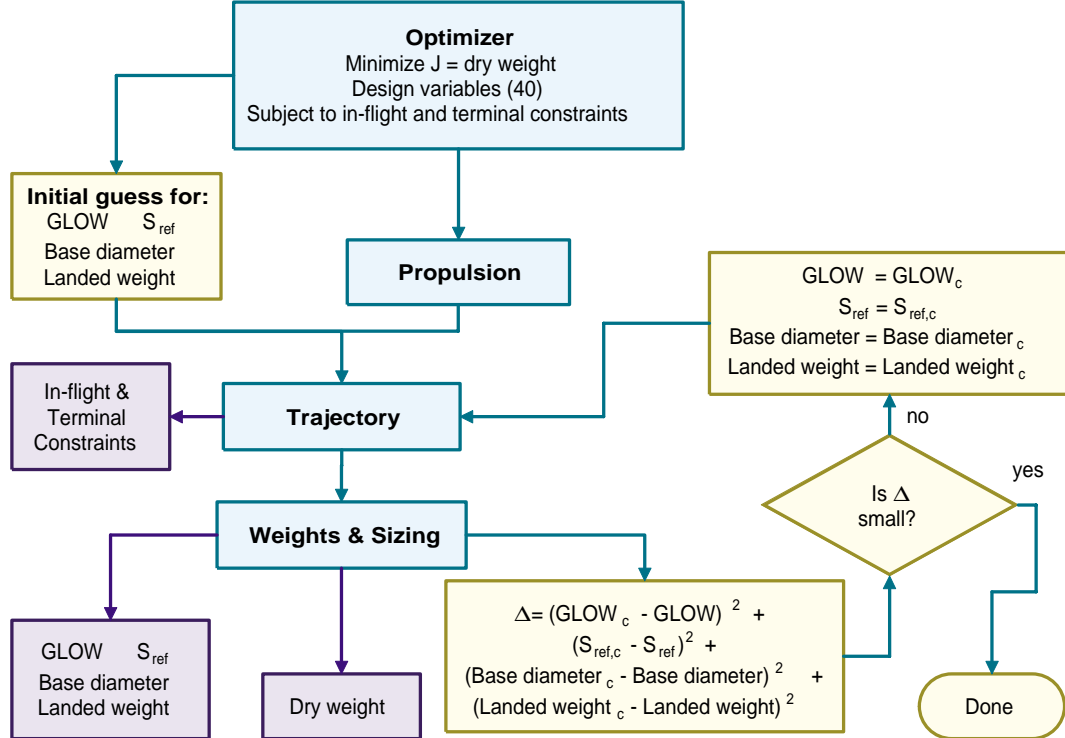 Optimizer
Minimize J = dry weight
Design variables (40)
Subject to in-flight and terminal constraints
Initial guess for:
GLOW S ref
Base diameter
Landed weight
Propulsion
GLOW = GLOW c
S ref = S ref,c
Base diameter = Base diameter c
Landed weight = Landed weight c
In-flight &
Terminal
Constraints
Trajectory
no
yes
Is Δ
small?
Weights & Sizing
GLOW S ref
Base diameter
Landed weight
Dry weight
Δ= (GLOW c - GLOW) 2 +
(S ref,c - S ref) 2 +
(Base diameter c - Base diameter) 2 +
(Landed weight c - Landed weight) 2
Done